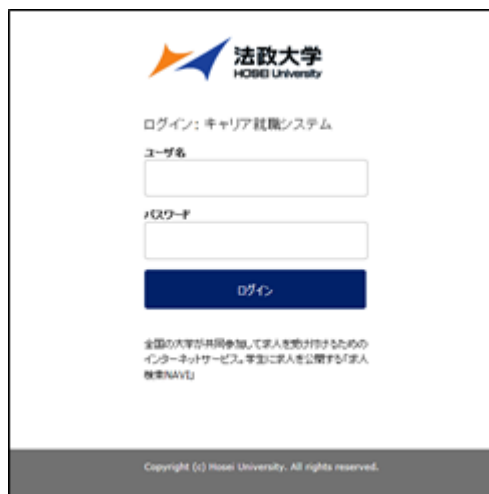 法政大学
HOSEI University
ログイン: キャリア就職システム
ユーザ名
パスワード
ログイン
全国の大学が共同参加して求人を受け付けるための
インターネットサービス。学生に求人を公開する「求人
検索NAVI」
Copyright (c) Hosei University. All rights reserved.